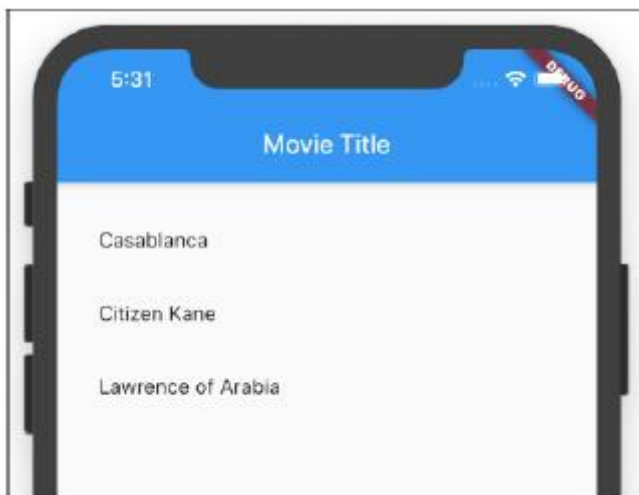 5:31
DEBUG
Movie Title
Casablanca
Citizen Kane
Lawrence of Arabia